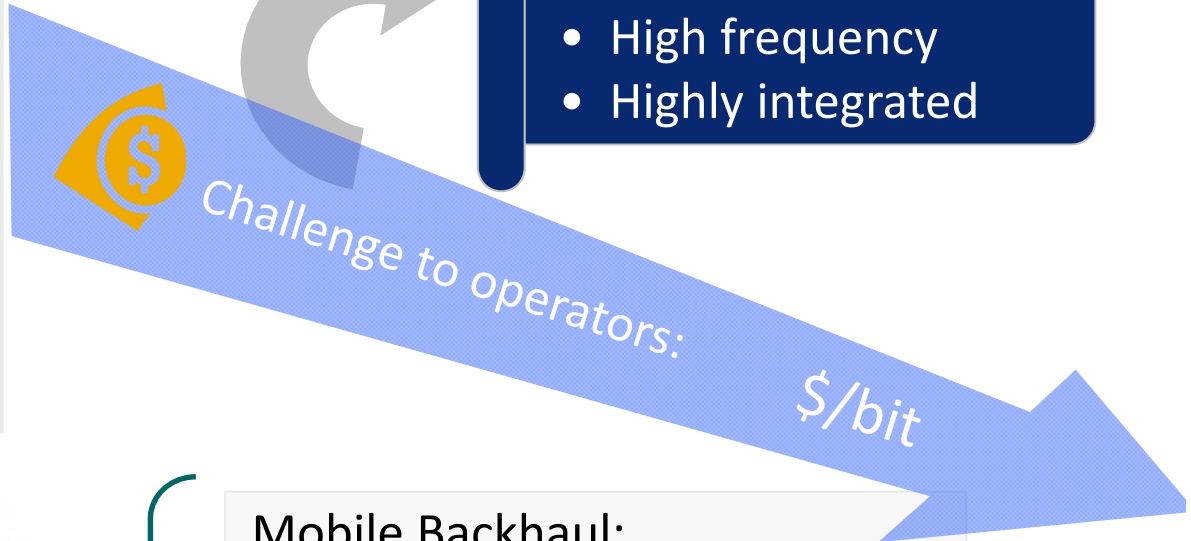 • High frequency
• Highly integrated
$
Challenge to operators:
$/bit
Mobile Backhaul: